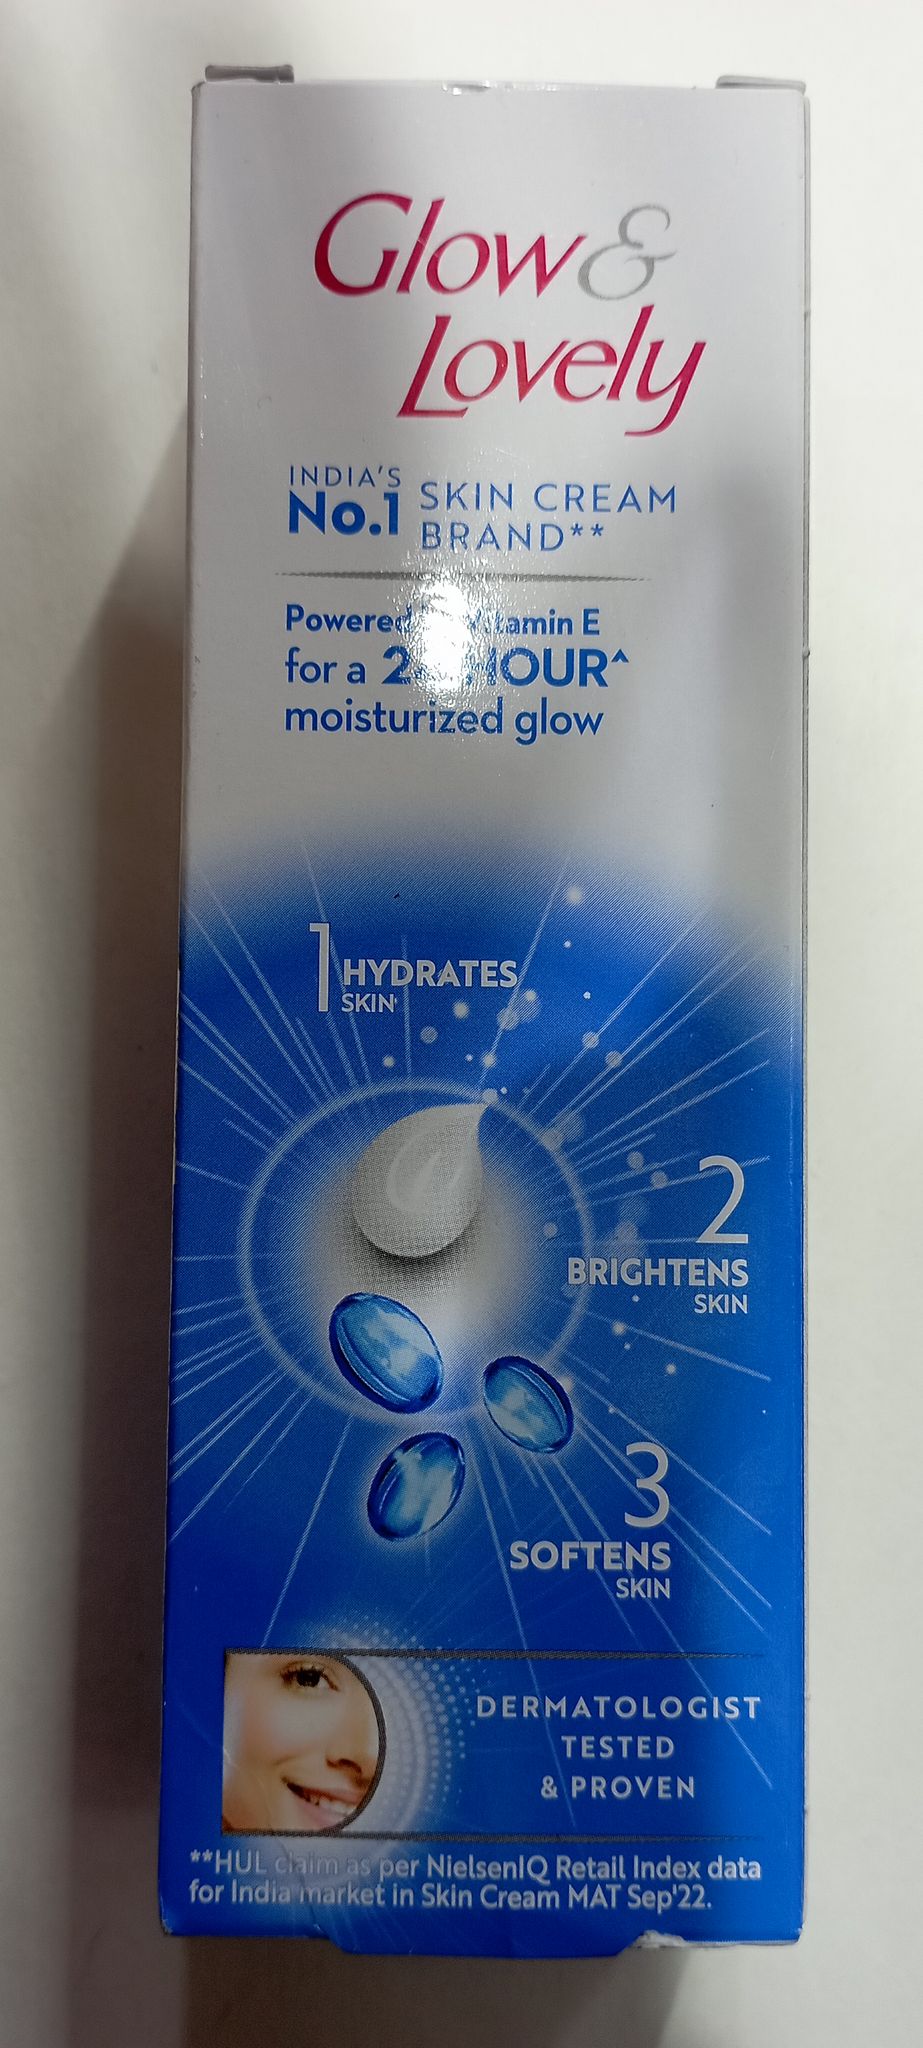 Glow &
Lovely
INDIA'S
No.1 SKIN CREAM
BRAND**
Powered Vitamin E
for a HOUR^
moisturized glow
1 HYDRATES
SKIN
2
BRIGHTENS
SKIN
3
SOFTENS
SKIN
DERMATOLOGIST
TESTED
& PROVEN
**HUL claim as per NielsenIQ Retail Index data
for India market in Skin Cream MAT Sep'22.